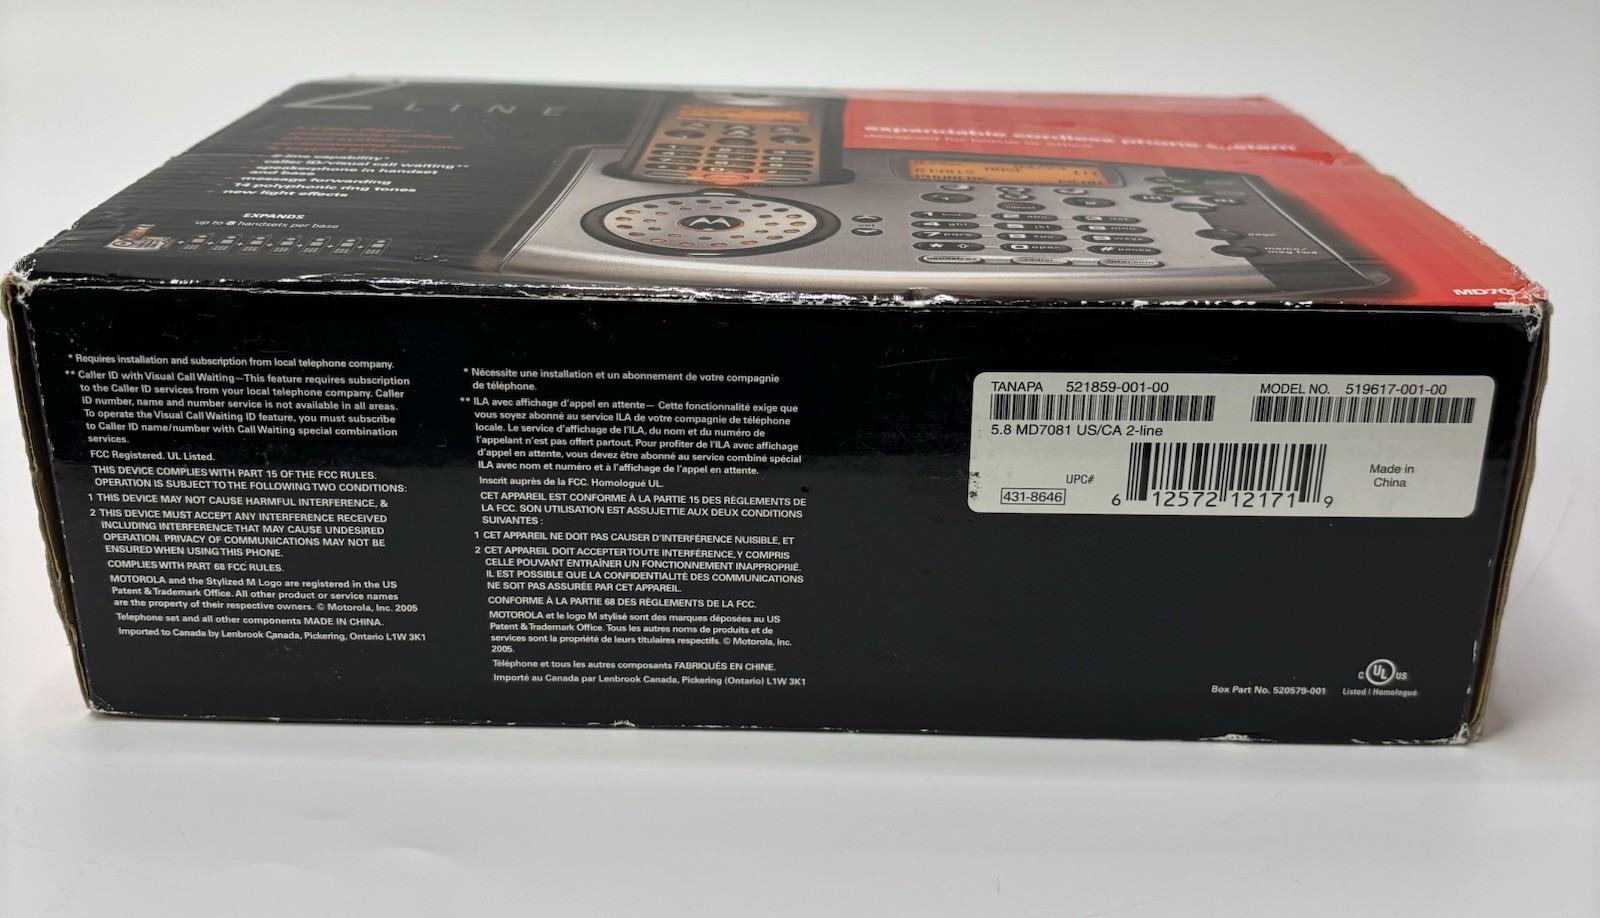 2 LINE
expandable cordless phone system
designed for home or office
2-line capability*
caller ID/visual call waiting**
speakerphone in handset
and base
message forwarding
14 polyphonic ring tones
new light effects
EXPANDS
up to 8 handsets per base
* Requires installation and subscription from local telephone company.
** Caller ID with Visual Call Waiting—This feature requires subscription
to the Caller ID services from your local telephone company. Caller
ID number, name and number service is not available in all areas.
To operate the Visual Call Waiting ID feature, you must subscribe
to Caller ID name/number with Call Waiting special combination
services.
FCC Registered. UL Listed.
THIS DEVICE COMPLIES WITH PART 15 OF THE FCC RULES.
OPERATION IS SUBJECT TO THE FOLLOWING TWO CONDITIONS:
1 THIS DEVICE MAY NOT CAUSE HARMFUL INTERFERENCE, &
2 THIS DEVICE MUST ACCEPT ANY INTERFERENCE RECEIVED
INCLUDING INTERFERENCE THAT MAY CAUSE UNDESIRED
OPERATION. PRIVACY OF COMMUNICATIONS MAY NOT BE
ENSURED WHEN USING THIS PHONE.
COMPLIES WITH PART 68 FCC RULES.
MOTOROLA and the Stylized M Logo are registered in the US
Patent & Trademark Office. All other product or service names
are the property of their respective owners. © Motorola, Inc. 2005
Telephone set and all other components MADE IN CHINA.
Imported to Canada by Lenbrook Canada, Pickering, Ontario L1W 3K1
* Nécessite une installation et un abonnement de votre compagnie
de téléphone.
** ILA avec affichage d'appel en attente— Cette fonctionnalité exige que
vous soyez abonné au service ILA de votre compagnie de téléphone
locale. Le service d'affichage de l'ILA, du nom et du numéro de
l'appelant n'est pas offert partout. Pour profiter de l'ILA avec affichage
d'appel en attente, vous devez être abonné au service combiné spécial
ILA avec nom et numéro et à l'affichage de l'appel en attente.
Inscrit auprès de la FCC. Homologué UL.
CET APPAREIL EST CONFORME À LA PARTIE 15 DES RÈGLEMENTS DE
LA FCC. SON UTILISATION EST ASSUJETTIE AUX DEUX CONDITIONS
SUIVANTES :
1 CET APPAREIL NE DOIT PAS CAUSER D'INTERFÉRENCE NUISIBLE, ET
2 CET APPAREIL DOIT ACCEPTER TOUTE INTERFÉRENCE, Y COMPRIS
CELLE POUVANT ENTRAÎNER UN FONCTIONNEMENT INAPPROPRIÉ.
IL EST POSSIBLE QUE LA CONFIDENTIALITÉ DES COMMUNICATIONS
NE SOIT PAS ASSURÉE PAR CET APPAREIL.
CONFORME À LA PARTIE 68 DES RÈGLEMENTS DE LA FCC.
MOTOROLA et le logo M stylisé sont des marques déposées au US
Patent & Trademark Office. Tous les autres noms de produits et de
services sont la propriété de leurs titulaires respectifs. © Motorola, Inc.
2005.
Téléphone et tous les autres composants FABRIQUÉS EN CHINE.
Importé au Canada par Lenbrook Canada, Pickering (Ontario) L1W 3K1
TANAPA 521859-001-00
MODEL NO. 519617-001-00
5.8 MD7081 US/CA 2-line
UPC#
431-8646
6 12572 12171 9
Made in
China
Box Part No. 520579-001
C UL US
Listed | Homologué